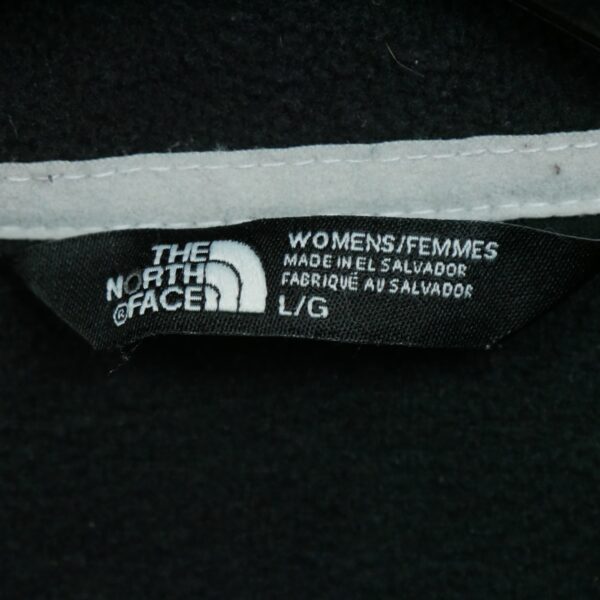 THE
NORTH
®FACE
WOMENS/FEMMES
MADE IN EL SALVADOR
FABRIQUÉ AU SALVADOR
L/G